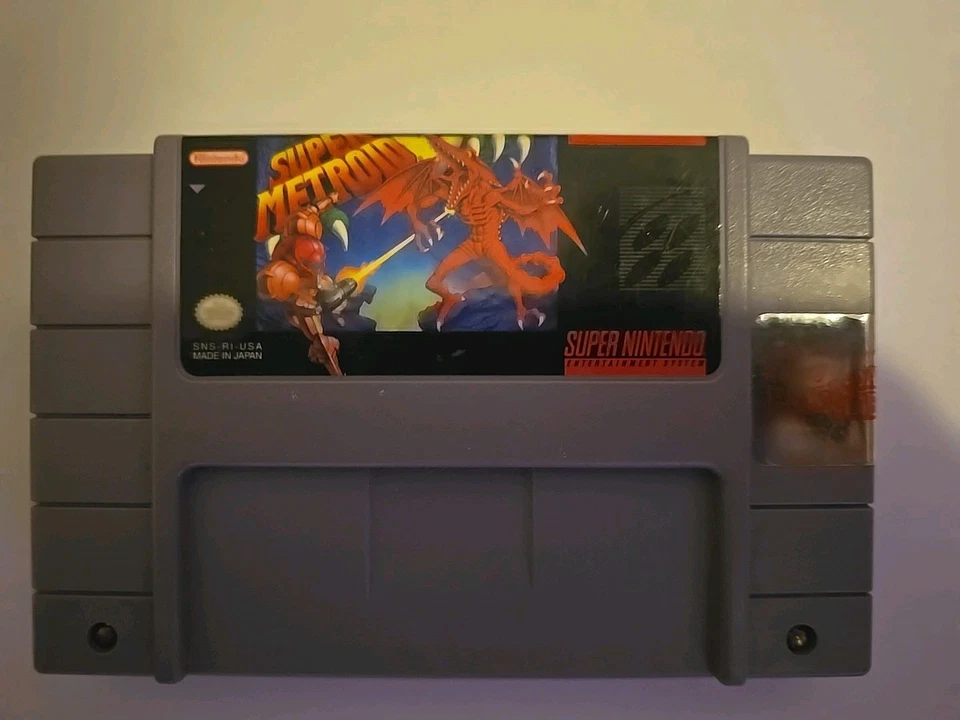 Nintendo
SUPER
METROID
SNS-RI-USA
MADE IN JAPAN
SUPER NINTENDO
ENTERTAINMENT SYSTEM